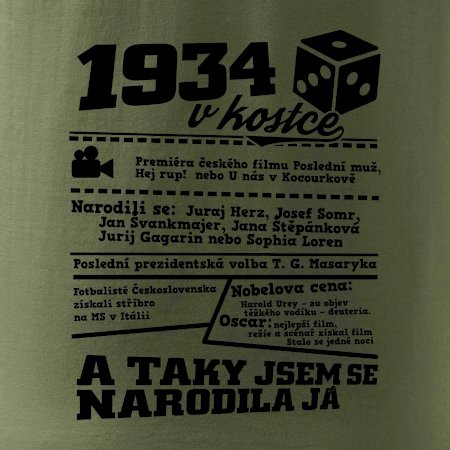 1934
v kostce
Premiéra českého filmu Poslední muž,
Hej rup! nebo U nás v Kocourkově
Narodili se: Juraj Herz, Josef Somr,
Jan Švankmajer, Jana Štěpánková
Jurij Gagarin nebo Sophia Loren
Poslední prezidentská volba T. G. Masaryka
Fotbalisté Československa
získali stříbro
na MS v Itálii
Nobelova cena:
Harold Urey - za objev
těžkého vodíku - deuteria.
Oscar: nejlepší film,
režie a scénař získal film
Stalo se jedné noci
A TAKY JSEM SE
NARODILA JÁ